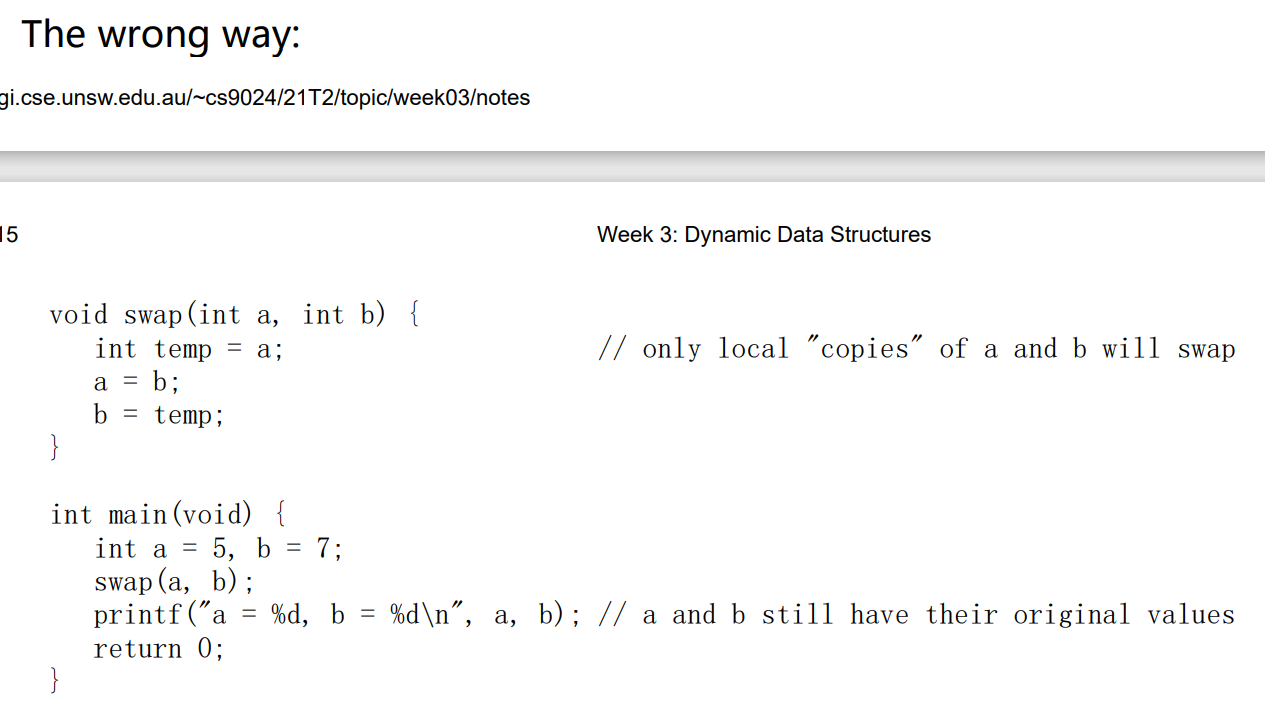 The wrong way:
gi.cse.unsw.edu.au/~cs9024/21T2/topic/week03/notes
15 Week 3: Dynamic Data Structures
void swap(int a, int b) {
   int temp = a;                     // only local "copies" of a and b will swap
   a = b;
   b = temp;
}
int main(void) {
   int a = 5, b = 7;
   swap(a, b);
   printf("a = %d, b = %d\n", a, b); // a and b still have their original values
   return 0;
}